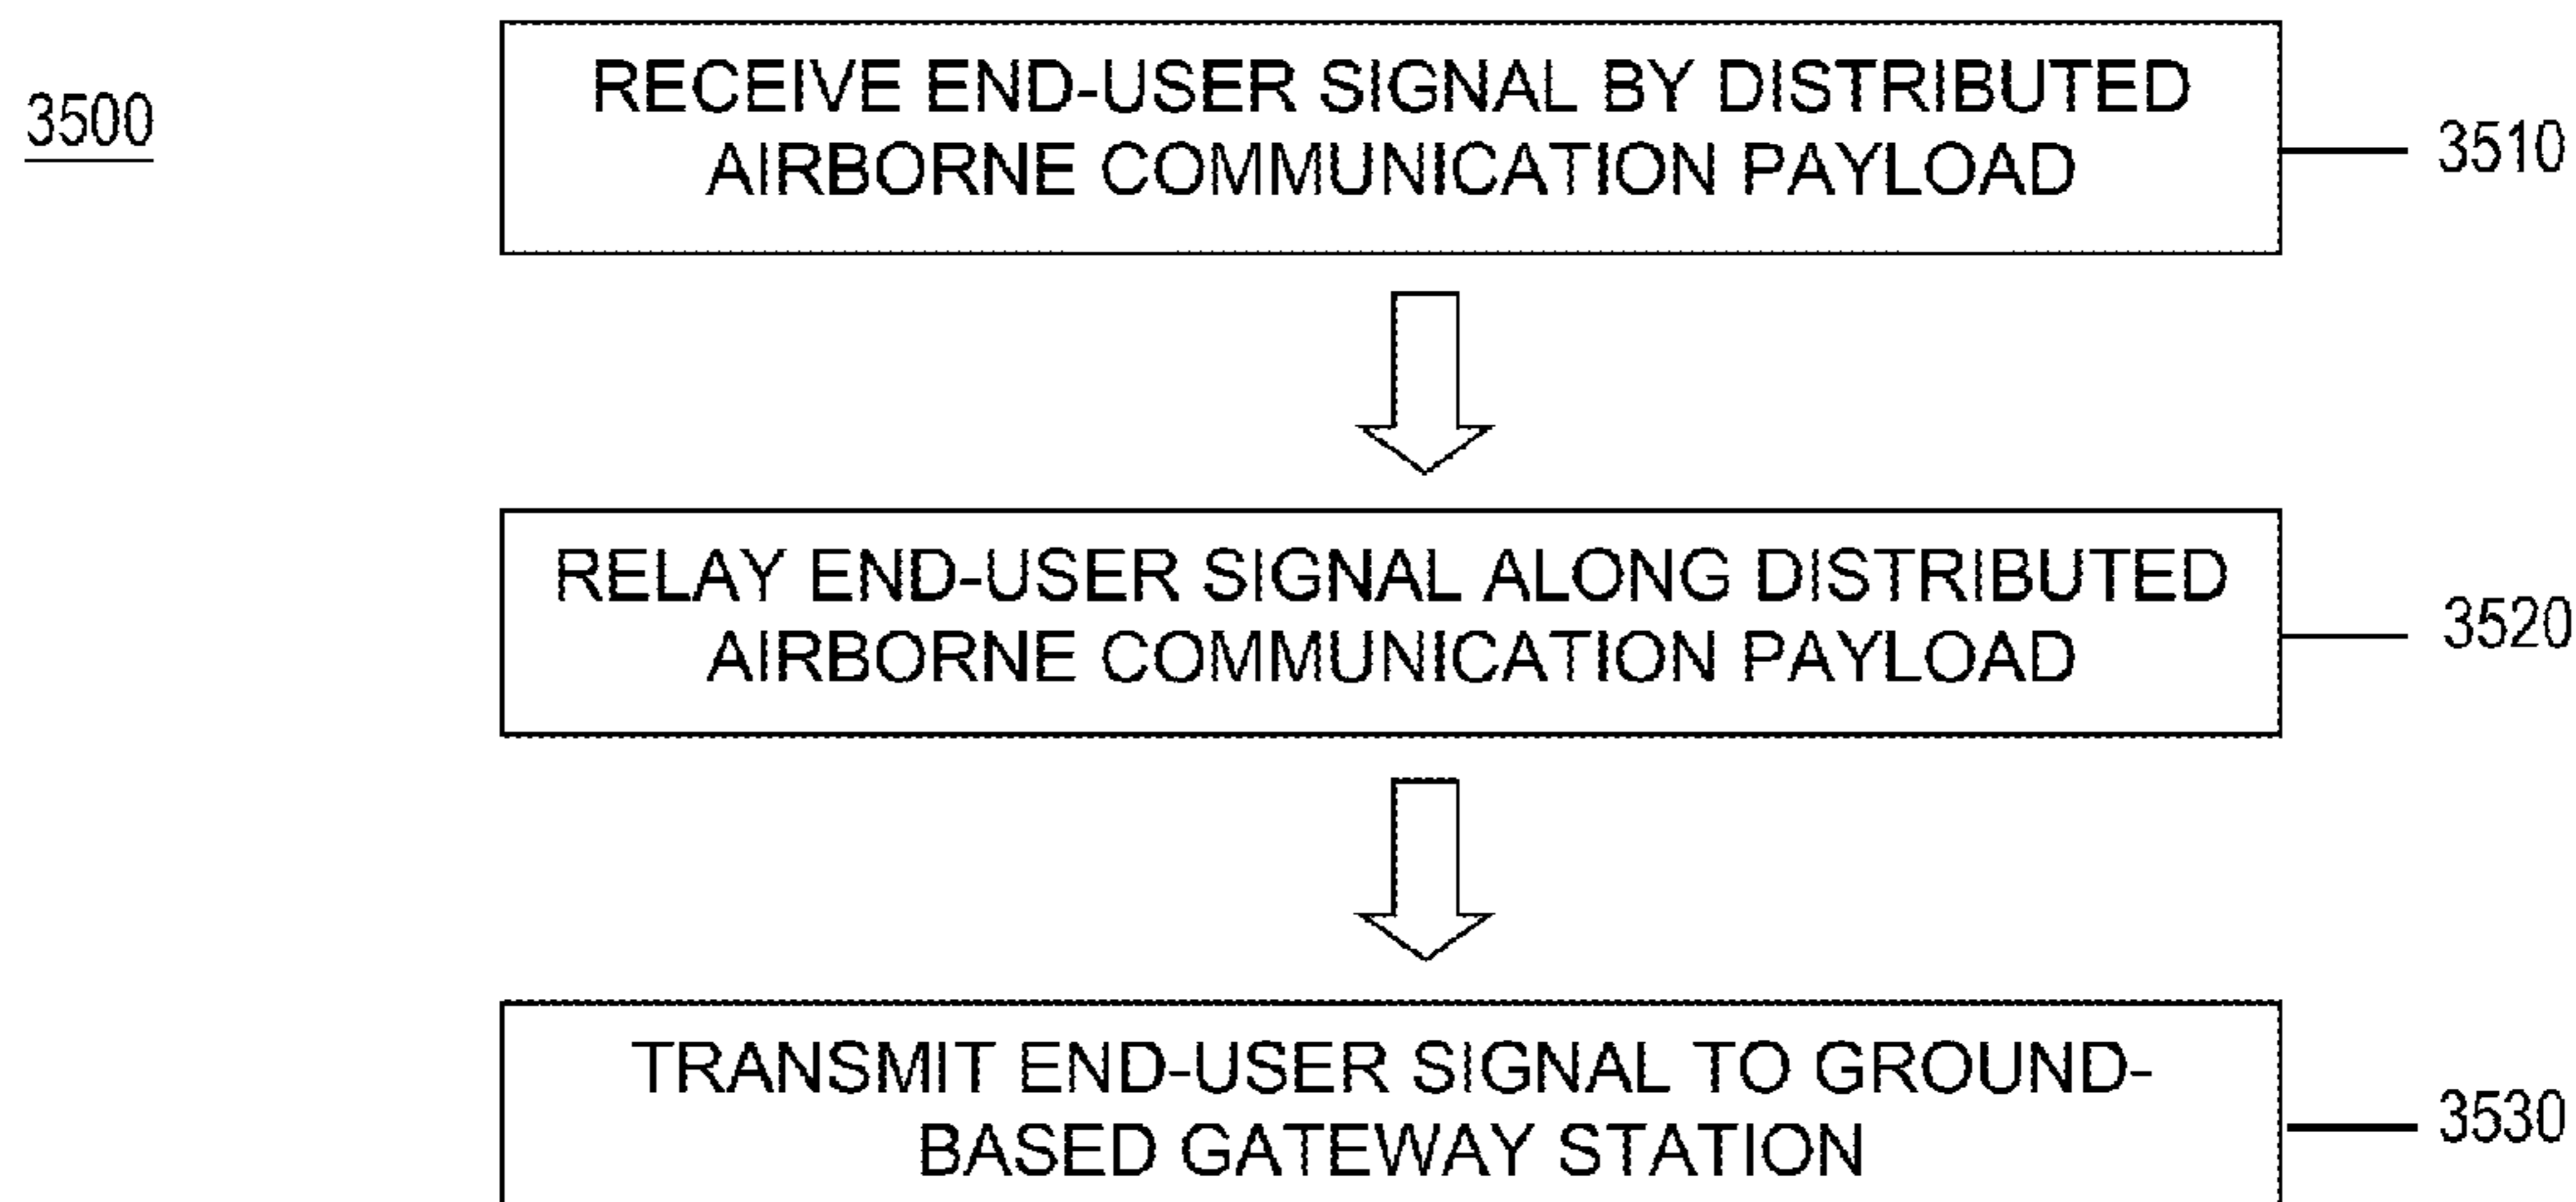 3500
RECEIVE END-USER SIGNAL BY DISTRIBUTED
AIRBORNE COMMUNICATION PAYLOAD
3510
RELAY END-USER SIGNAL ALONG DISTRIBUTED
AIRBORNE COMMUNICATION PAYLOAD
3520
TRANSMIT END-USER SIGNAL TO GROUND-
BASED GATEWAY STATION
3530